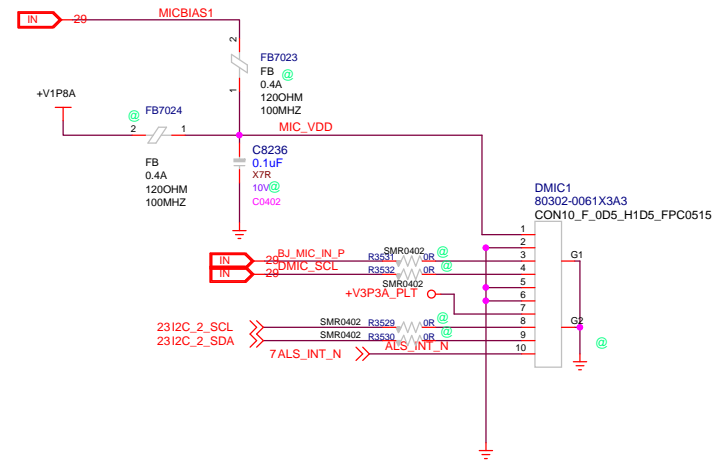 IN 29 MICBIAS1
2
FB7023
FB @
0.4A
120OHM
100MHZ
1
+V1P8A
@ FB7024
2 1
MIC_VDD
FB
0.4A
120OHM
100MHZ
C8236
0.1uF
X7R
10V@
C0402
DMIC1
80302-0061X3A3
CON10_F_0D5_H1D5_FPC0515
1
2
3
4
5
6
7
8
9
10
G1
G2
@
IN 29 BJ_MIC_IN_P R3531 SMR0402 0R @
IN 29 DMIC_SCL R3532 SMR0402 0R @
+V3P3A_PLT
23 I2C_2_SCL SMR0402 R3529 0R @
23 I2C_2_SDA SMR0402 R3530 0R @
7 ALS_INT_N ALS_INT_N